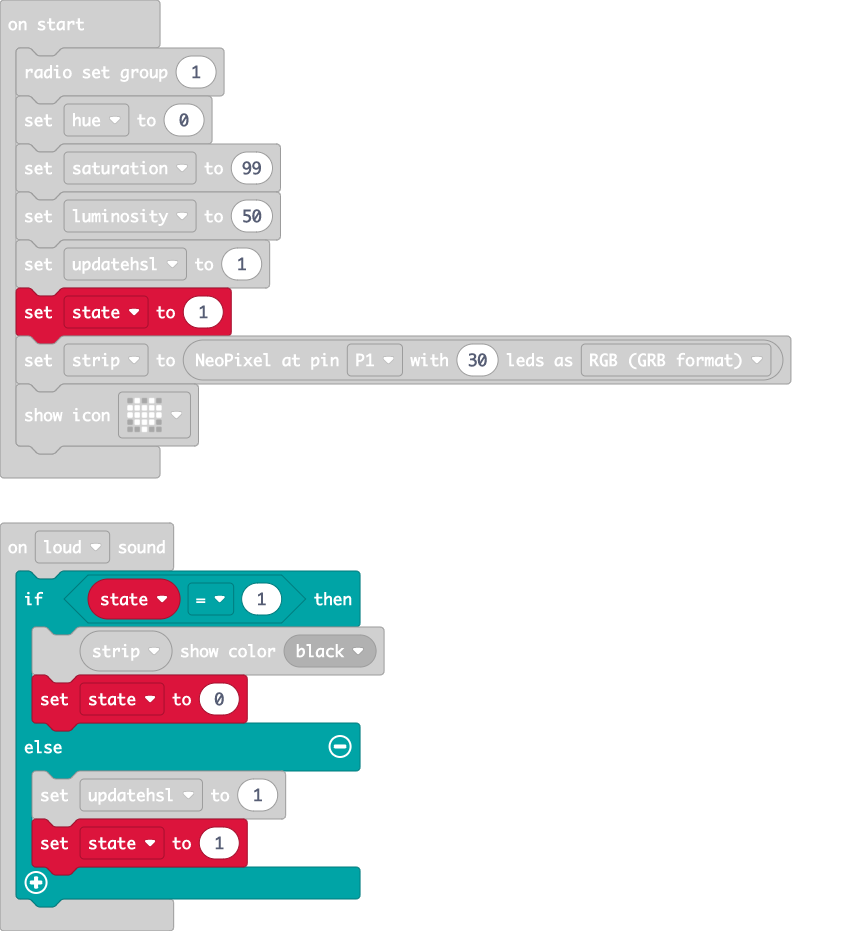 on start
radio set group 1
set hue to 0
set saturation to 99
set luminosity to 50
set updatehsl to 1
set state to 1
set strip to NeoPixel at pin P1 with 30 leds as RGB (GRB format)
show icon
on loud sound
if state = 1 then
strip show color black
set state to 0
else
set updatehsl to 1
set state to 1